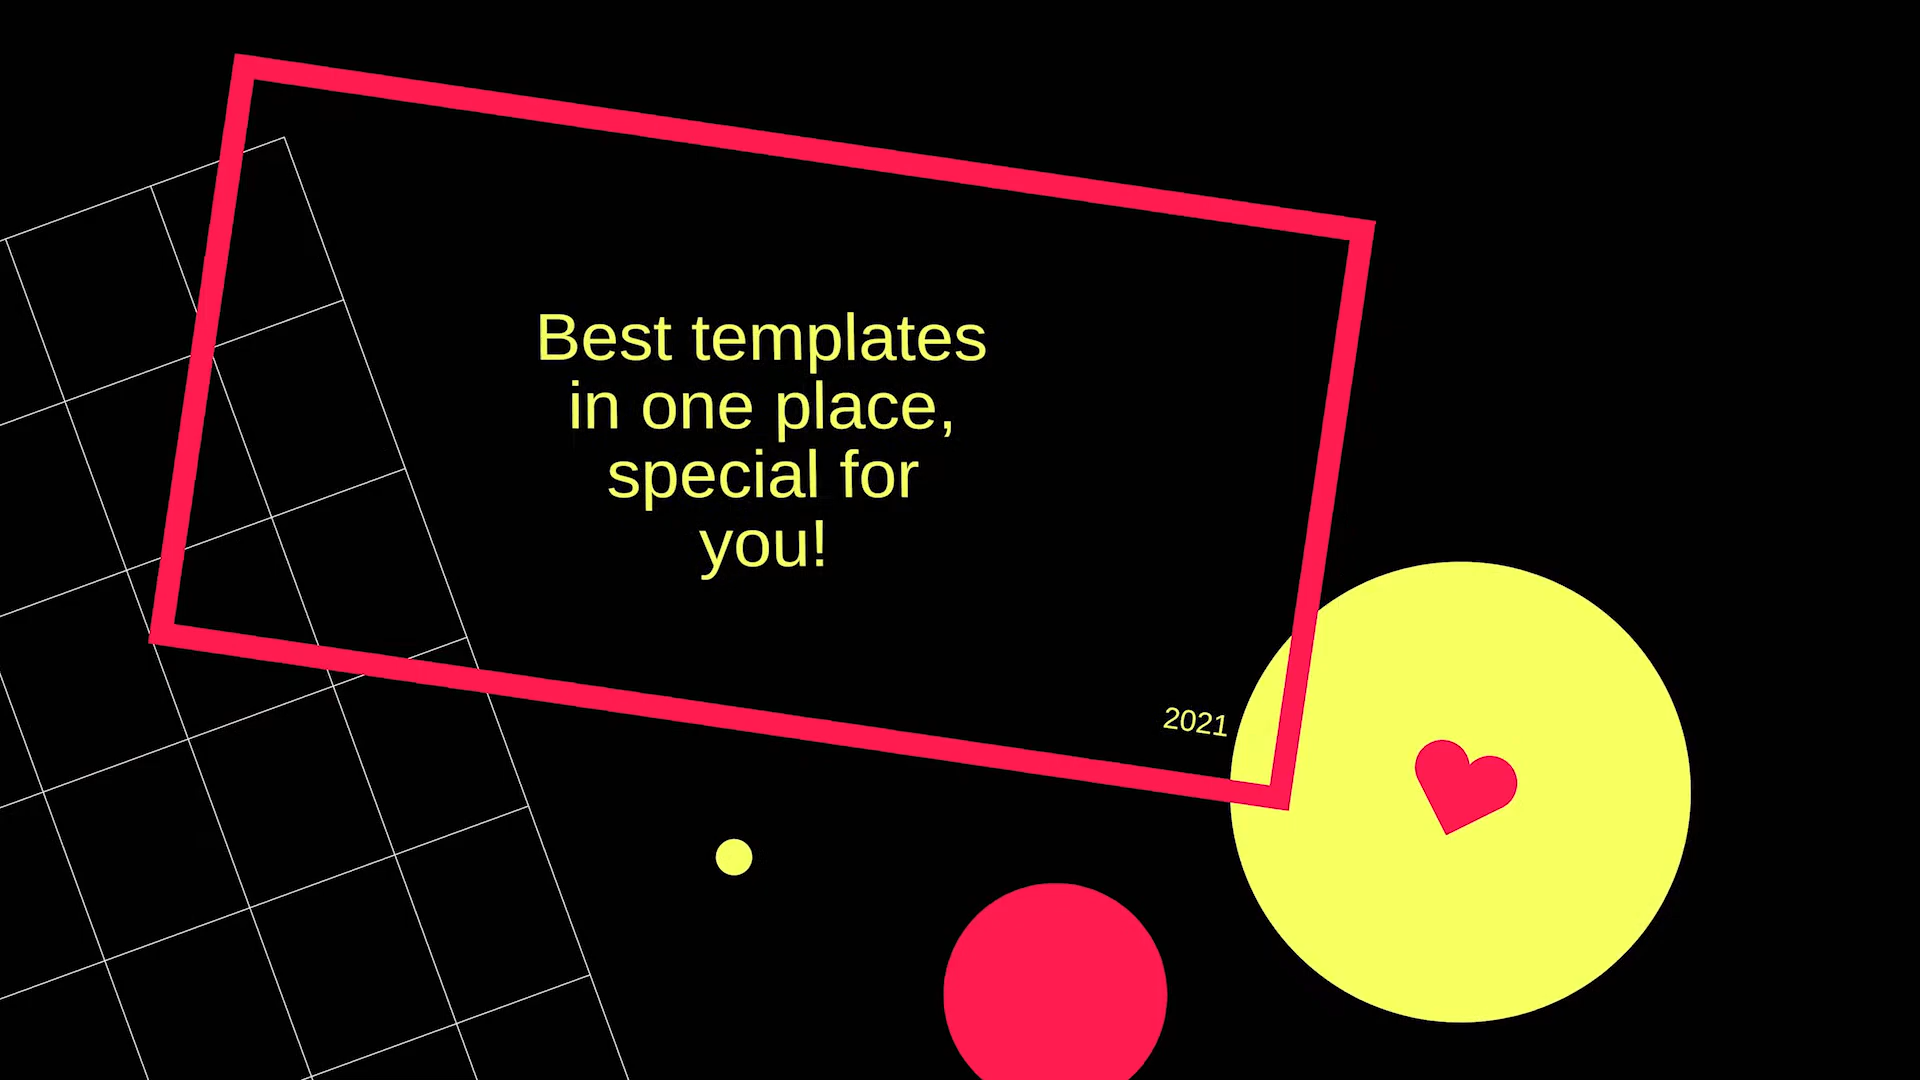 Best templates
in one place,
special for
you!
2021